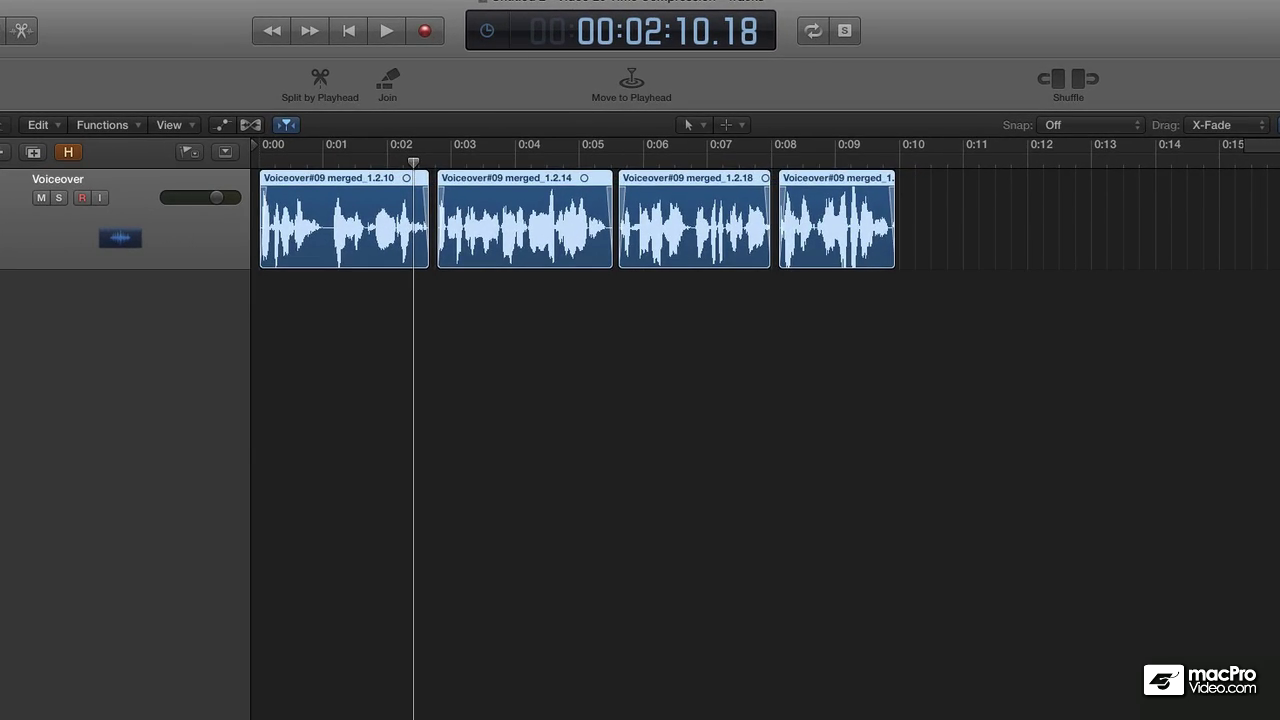 00:02:10.18
S
Split by Playhead
Join
Move to Playhead
Shuffle
Edit
Functions
View
Snap: Off
Drag: X-Fade
H
0:00 0:01 0:02 0:03 0:04 0:05 0:06 0:07 0:08 0:09 0:10 0:11 0:12 0:13 0:14 0:15
Voiceover
M S R I
Voiceover#09 merged_1.2.10
Voiceover#09 merged_1.2.14
Voiceover#09 merged_1.2.18
Voiceover#09 merged_1.
macPro
Video.com